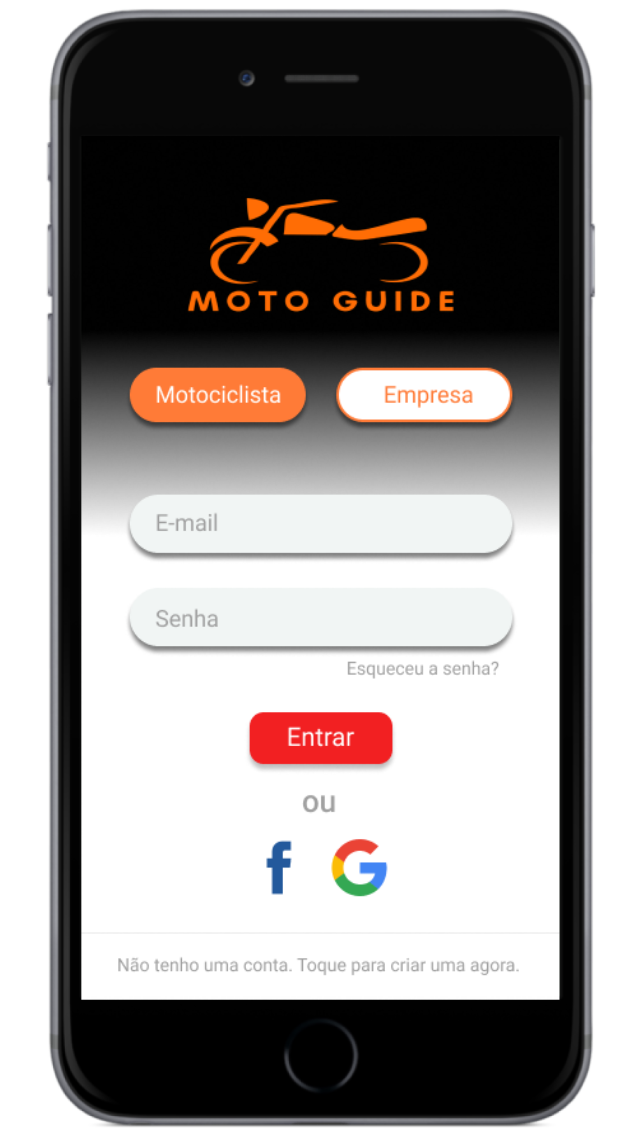 MOTO GUIDE
Motociclista Empresa
E-mail
Senha
Esqueceu a senha?
Entrar
ou
f G
Não tenho uma conta. Toque para criar uma agora.